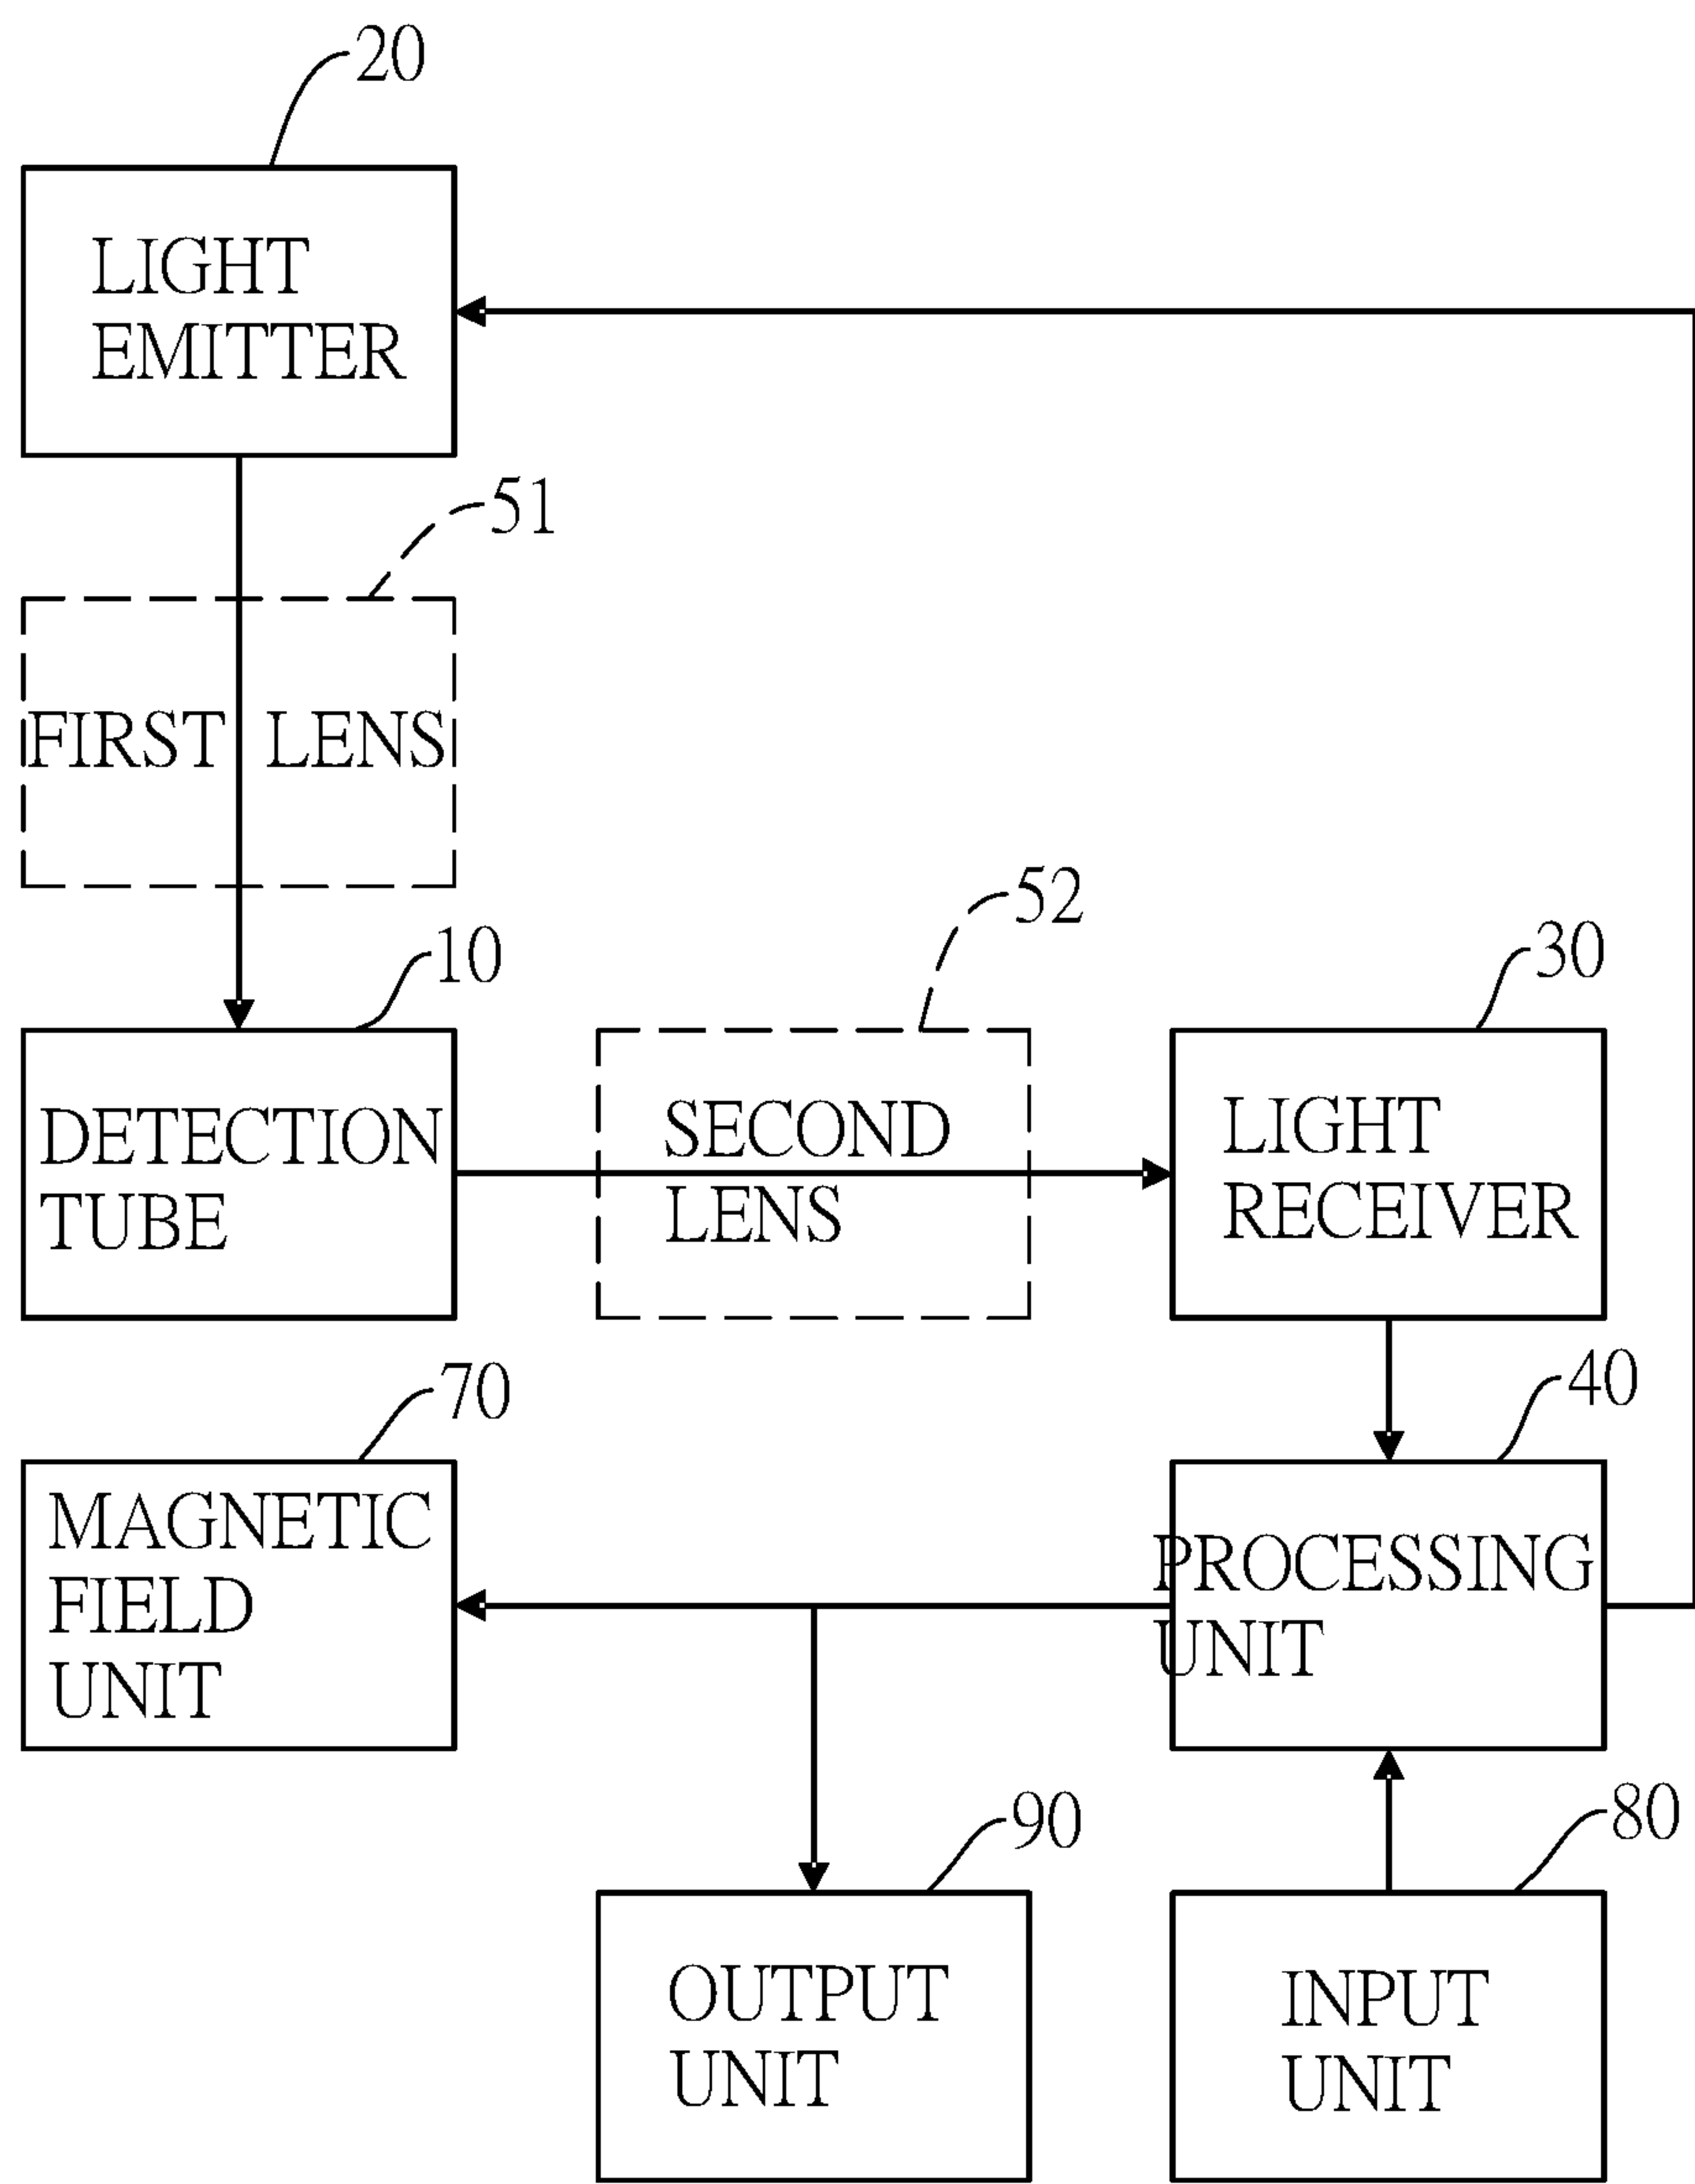 20
LIGHT
EMITTER
51
FIRST LENS
52
10
30
DETECTION
TUBE
SECOND
LENS
LIGHT
RECEIVER
70
40
MAGNETIC
FIELD
UNIT
PROCESSING
UNIT
90
80
OUTPUT
UNIT
INPUT
UNIT